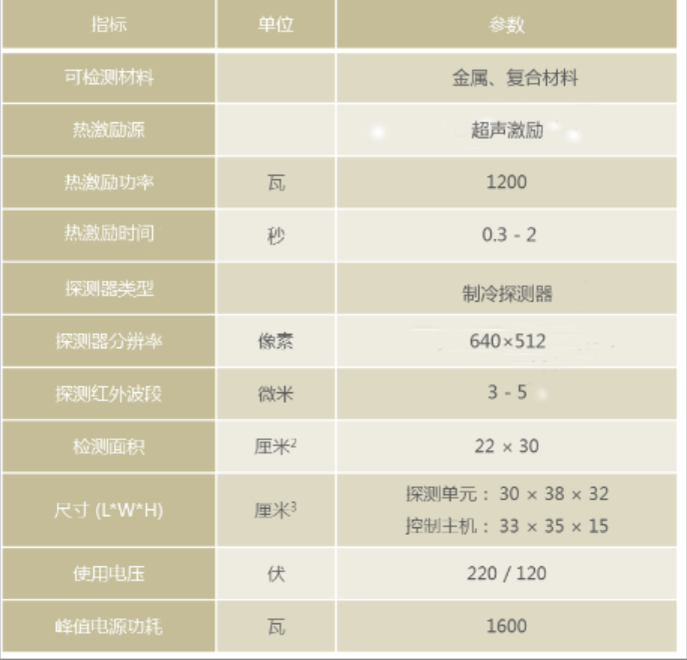 指标 单位 参数
可检测材料 金属、复合材料
热激励源 超声激励
热激励功率 瓦 1200
热激励时间 秒 0.3 - 2
探测器类型 制冷探测器
探测器分辨率 像素 640×512
探测红外波段 微米 3 - 5
检测面积 厘米² 22 × 30
尺寸 (L*W*H) 厘米³ 探测单元： 30 × 38 × 32
控制主机： 33 × 35 × 15
使用电压 伏 220 / 120
峰值电源功耗 瓦 1600